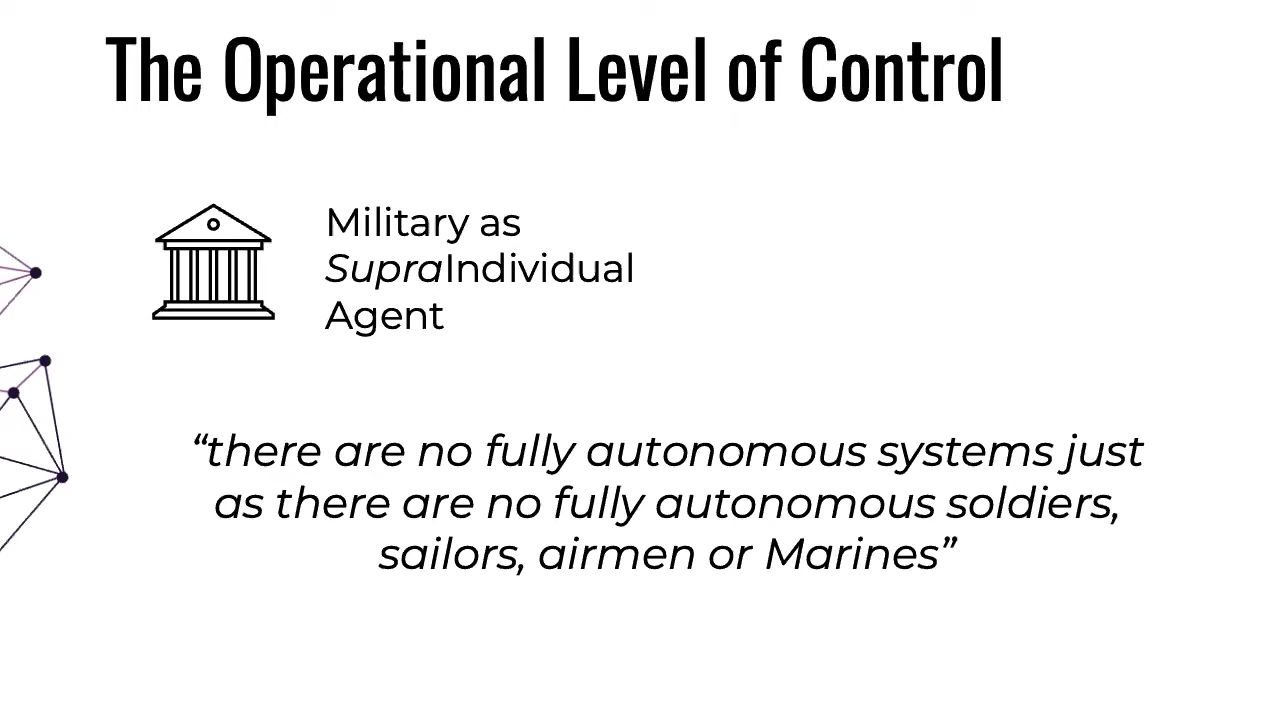 The Operational Level of Control
Military as
SupraIndividual
Agent
“there are no fully autonomous systems just
as there are no fully autonomous soldiers,
sailors, airmen or Marines”